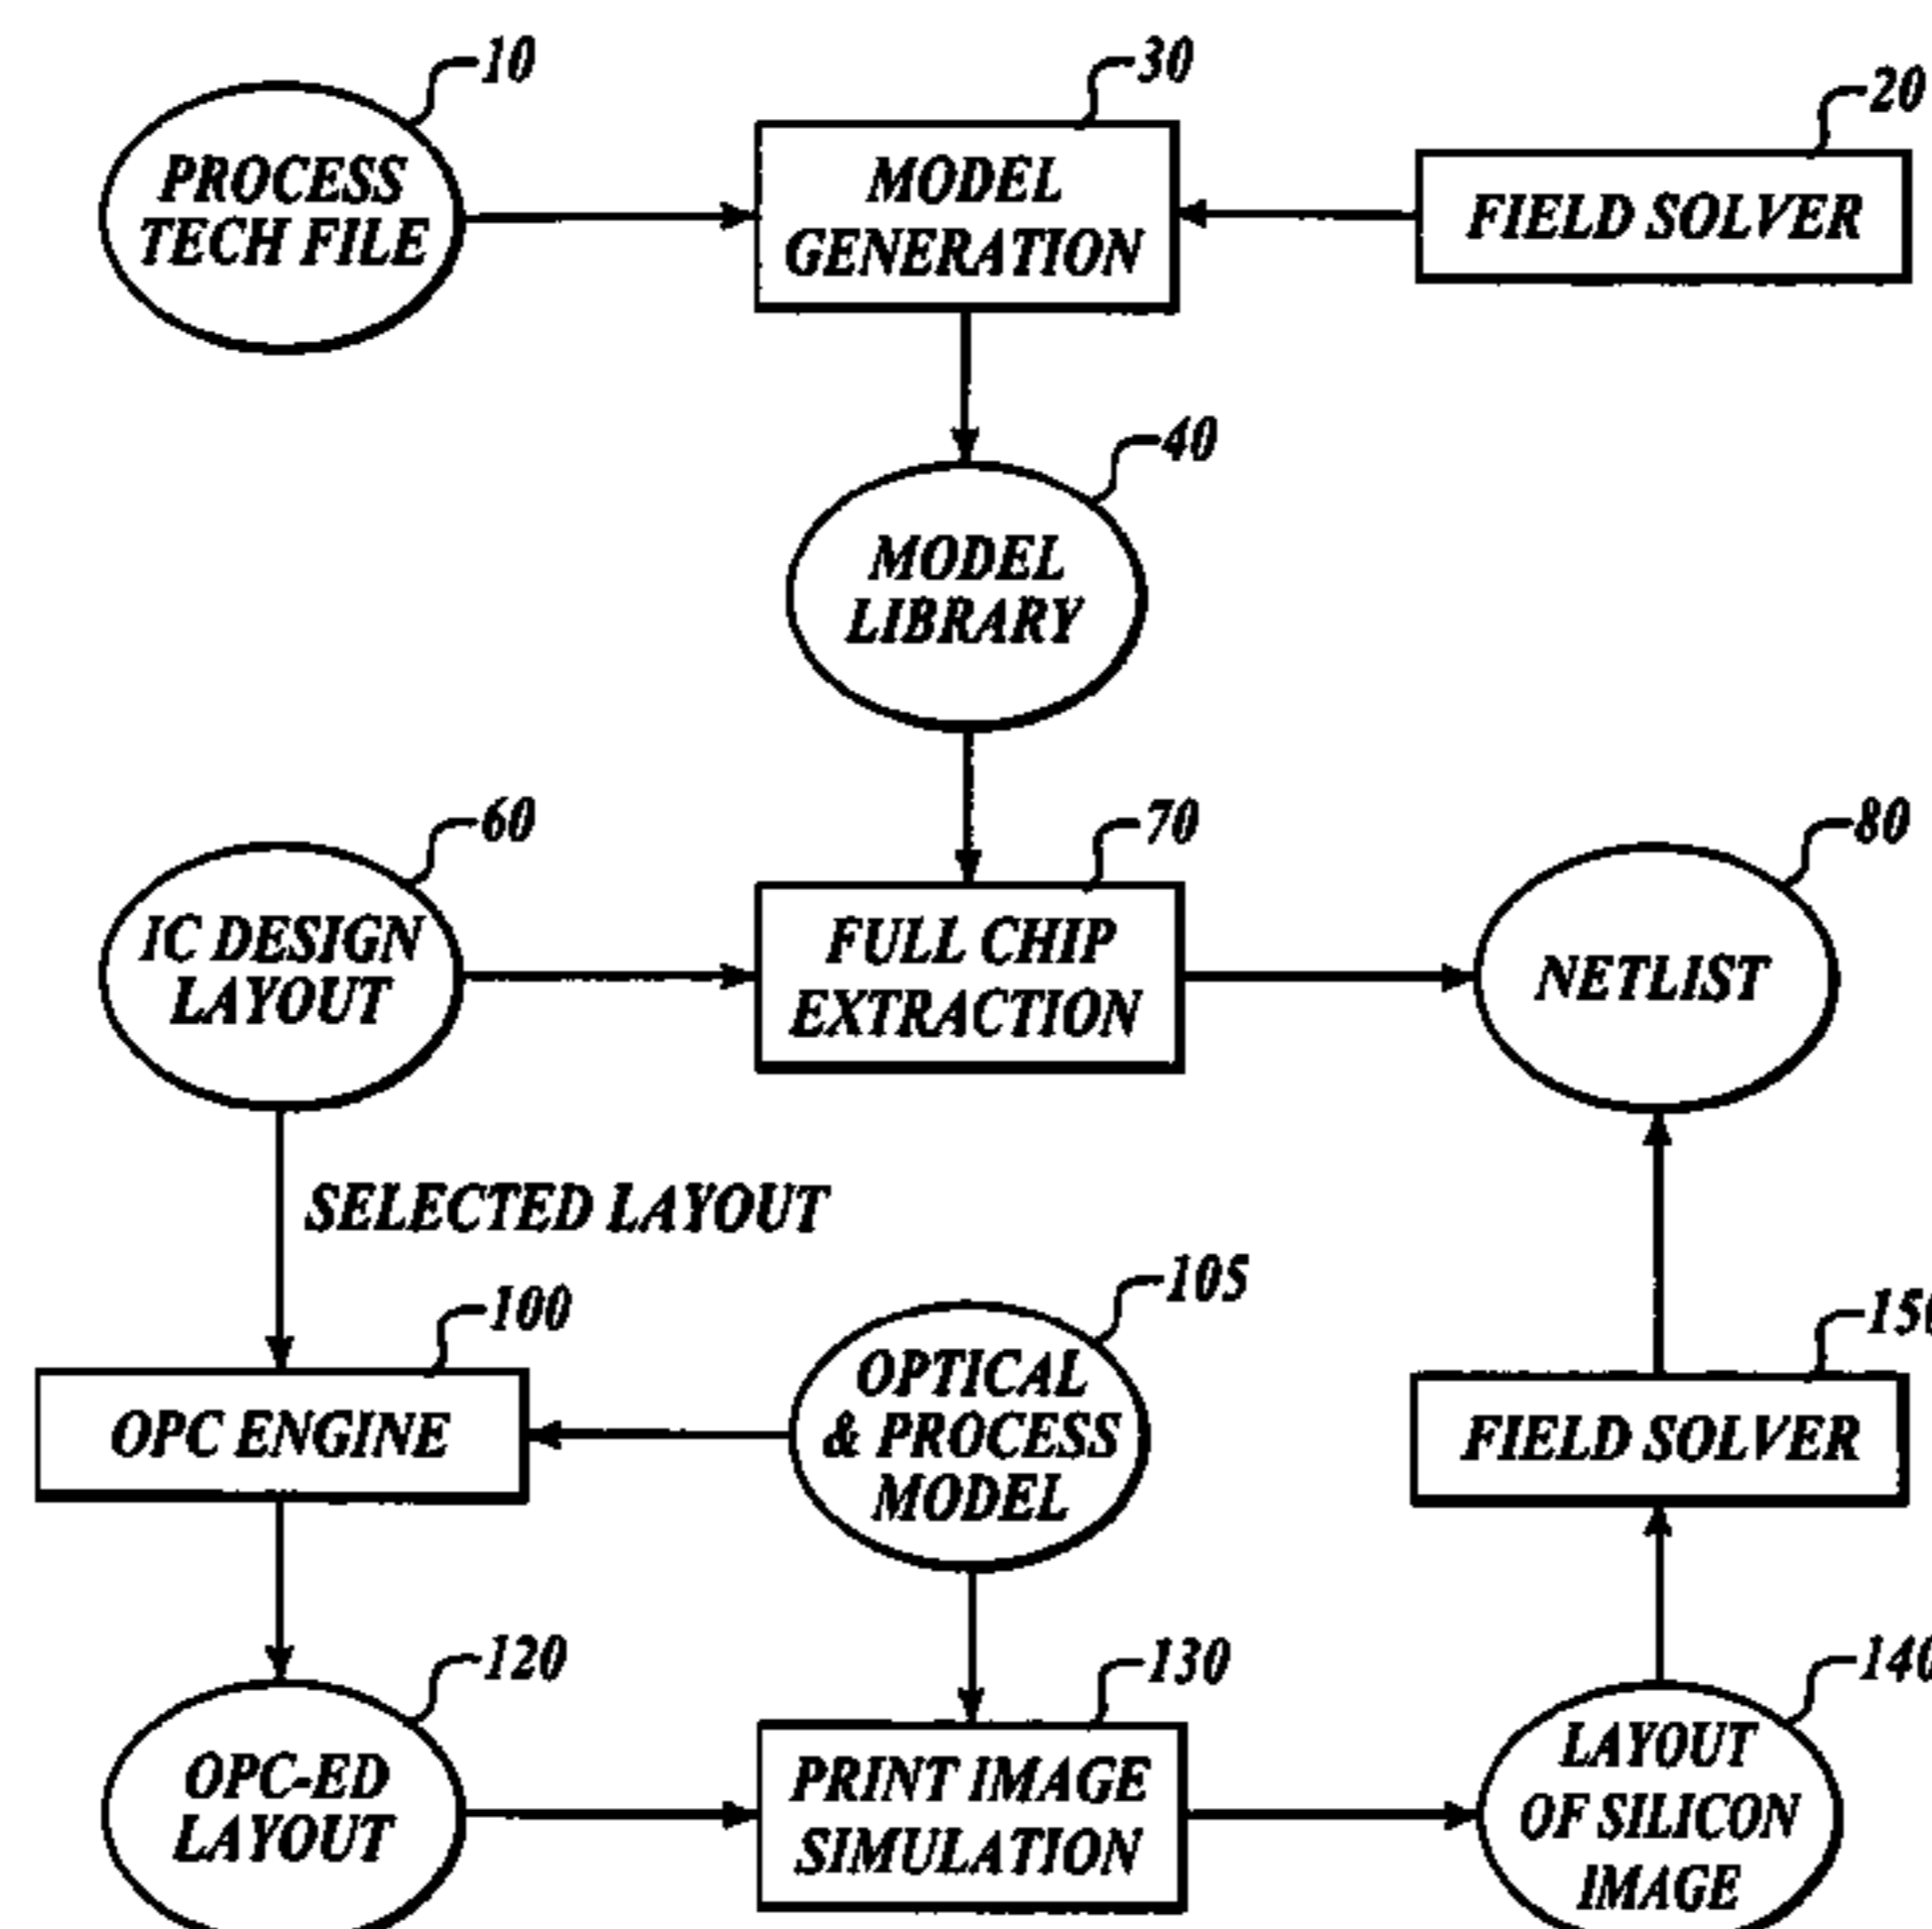 10
30
20
PROCESS
TECH FILE
MODEL
GENERATION
FIELD SOLVER
40
MODEL
LIBRARY
60
70
80
IC DESIGN
LAYOUT
FULL CHIP
EXTRACTION
NETLIST
SELECTED LAYOUT
100
105
150
OPC ENGINE
OPTICAL
& PROCESS
MODEL
FIELD SOLVER
120
130
140
OPC-ED
LAYOUT
PRINT IMAGE
SIMULATION
LAYOUT
OF SILICON
IMAGE